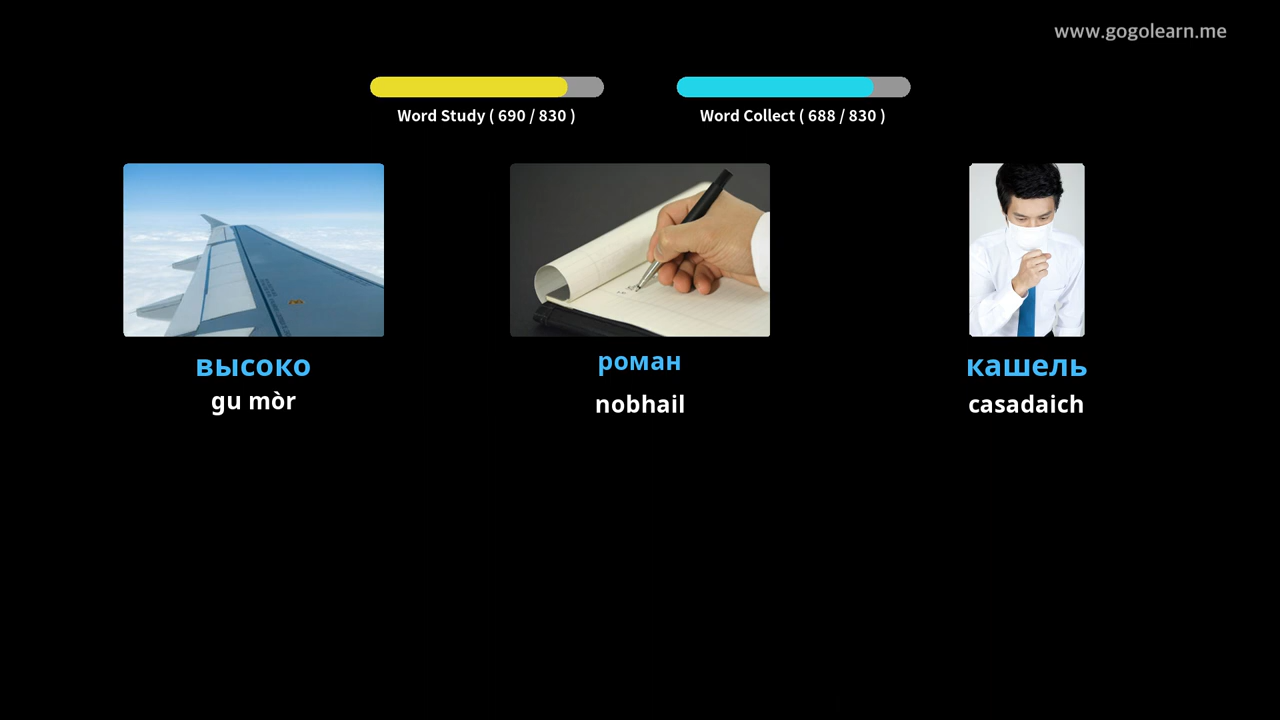 www.gogolearn.me
Word Study ( 690 / 830 )
Word Collect ( 688 / 830 )
высоко
gu mòr
роман
nobhail
кашель
casadaich